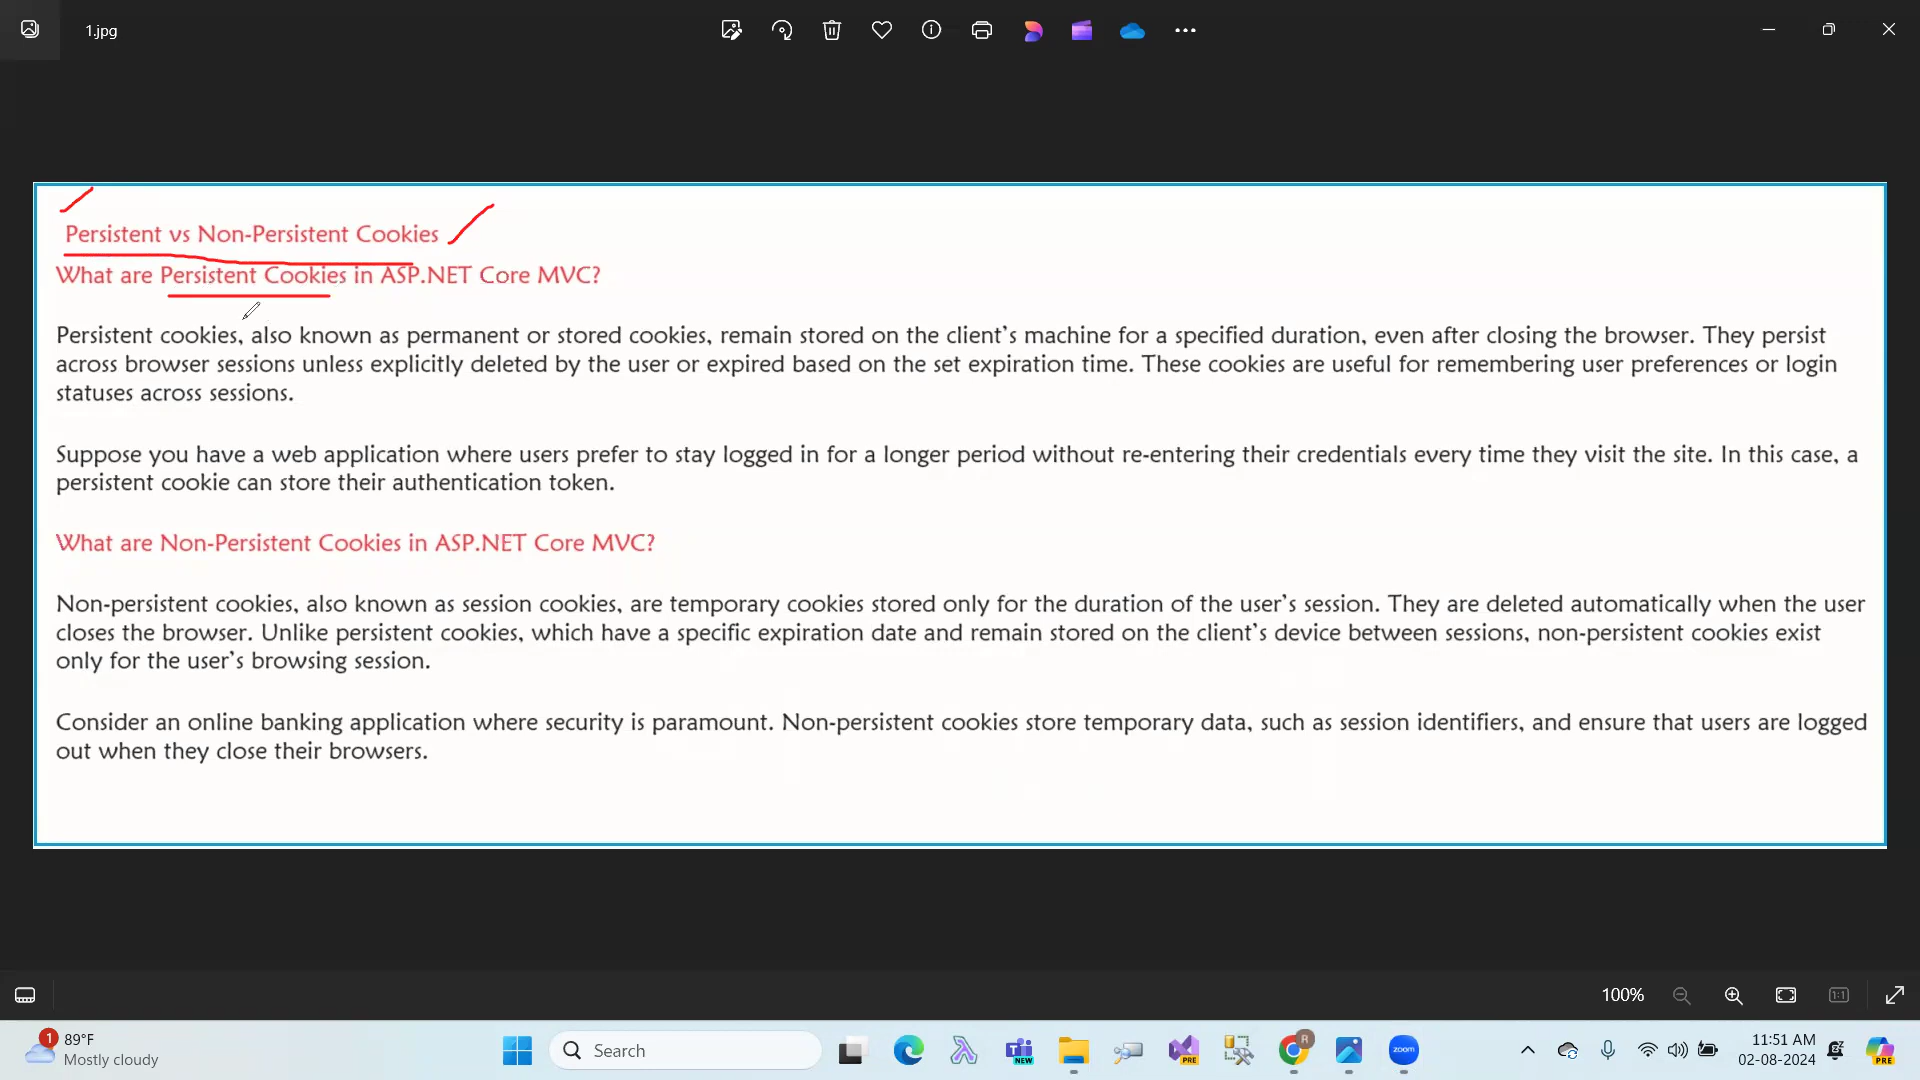 1.jpg
Persistent vs Non-Persistent Cookies
What are Persistent Cookies in ASP.NET Core MVC?
Persistent cookies, also known as permanent or stored cookies, remain stored on the client's machine for a specified duration, even after closing the browser. They persist
across browser sessions unless explicitly deleted by the user or expired based on the set expiration time. These cookies are useful for remembering user preferences or login
statuses across sessions.
Suppose you have a web application where users prefer to stay logged in for a longer period without re-entering their credentials every time they visit the site. In this case, a
persistent cookie can store their authentication token.
What are Non-Persistent Cookies in ASP.NET Core MVC?
Non-persistent cookies, also known as session cookies, are temporary cookies stored only for the duration of the user's session. They are deleted automatically when the user
closes the browser. Unlike persistent cookies, which have a specific expiration date and remain stored on the client's device between sessions, non-persistent cookies exist
only for the user's browsing session.
Consider an online banking application where security is paramount. Non-persistent cookies store temporary data, such as session identifiers, and ensure that users are logged
out when they close their browsers.
100%
1:1
1
89°F
Mostly cloudy
Search
NEW
PRE
R
zoom
11:51 AM
02-08-2024
PRE